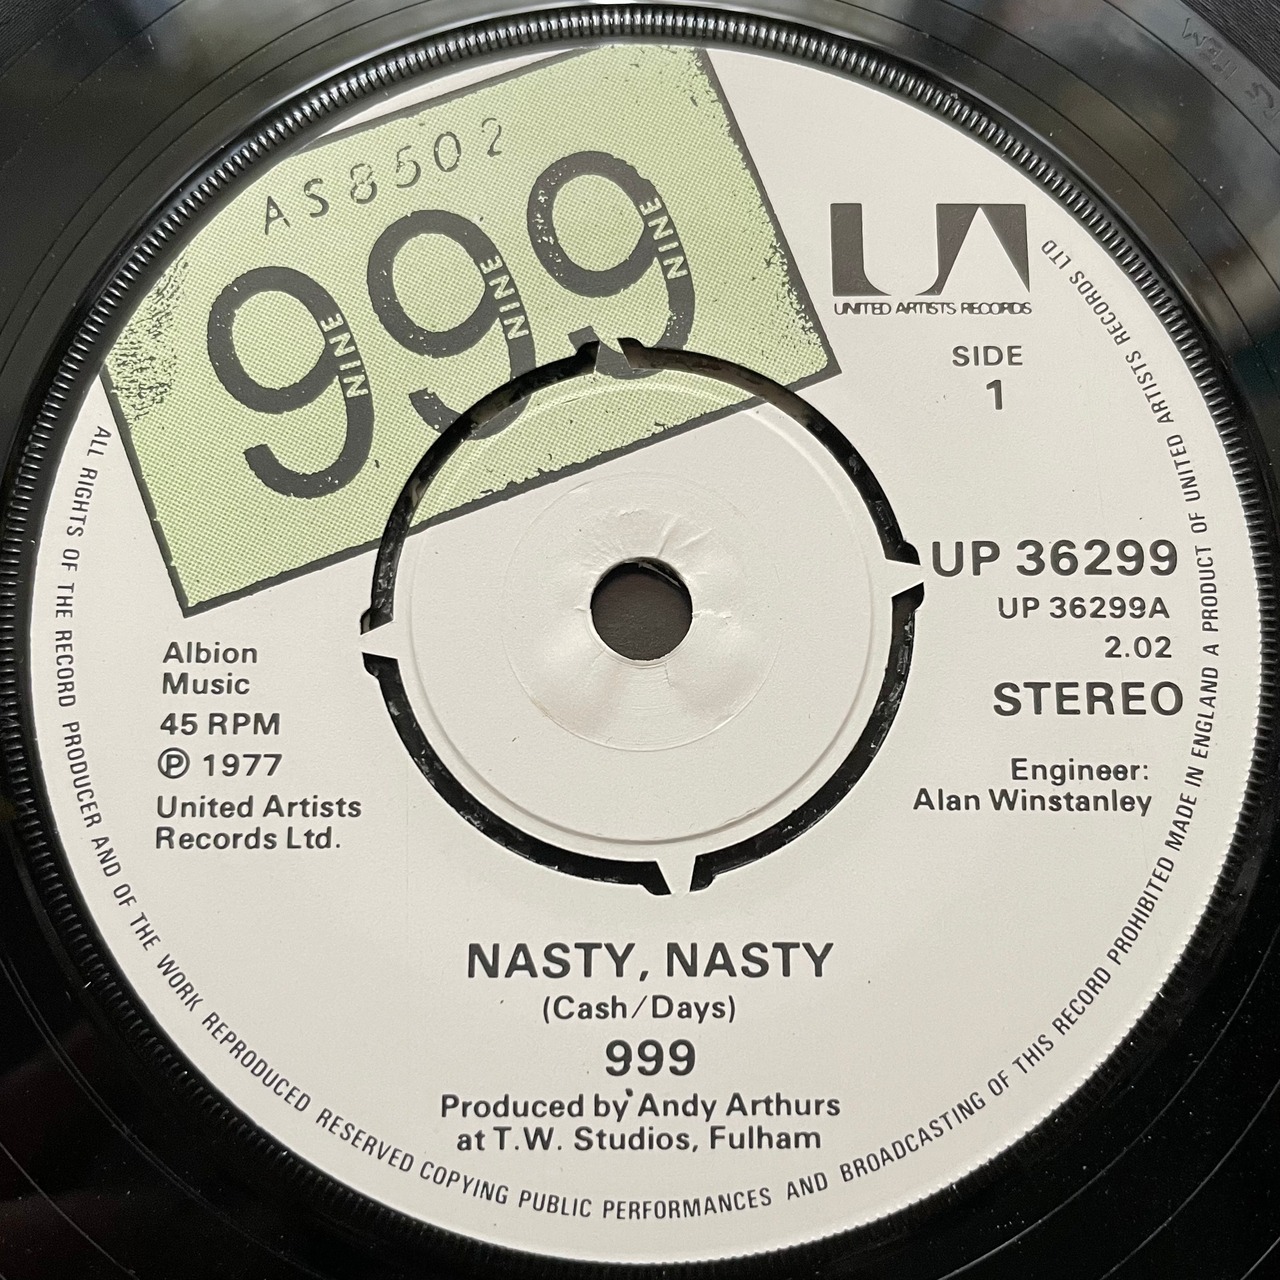 AS8502
999
NINE NINE
NINE NINE
NINE NINE
UA
UNITED ARTISTS RECORDS
SIDE
1
UP 36299
UP 36299A
2.02
STEREO
Engineer:
Alan Winstanley
Albion
Music
45 RPM
℗ 1977
United Artists
Records Ltd.
NASTY, NASTY
(Cash/Days)
999
Produced by Andy Arthurs
at T.W. Studios, Fulham
ALL RIGHTS OF THE RECORD PRODUCER AND OF THE WORK REPRODUCED RESERVED COPYING PUBLIC PERFORMANCES AND BROADCASTING OF THIS RECORD PROHIBITED MADE IN ENGLAND A PRODUCT OF UNITED ARTISTS RECORDS LTD